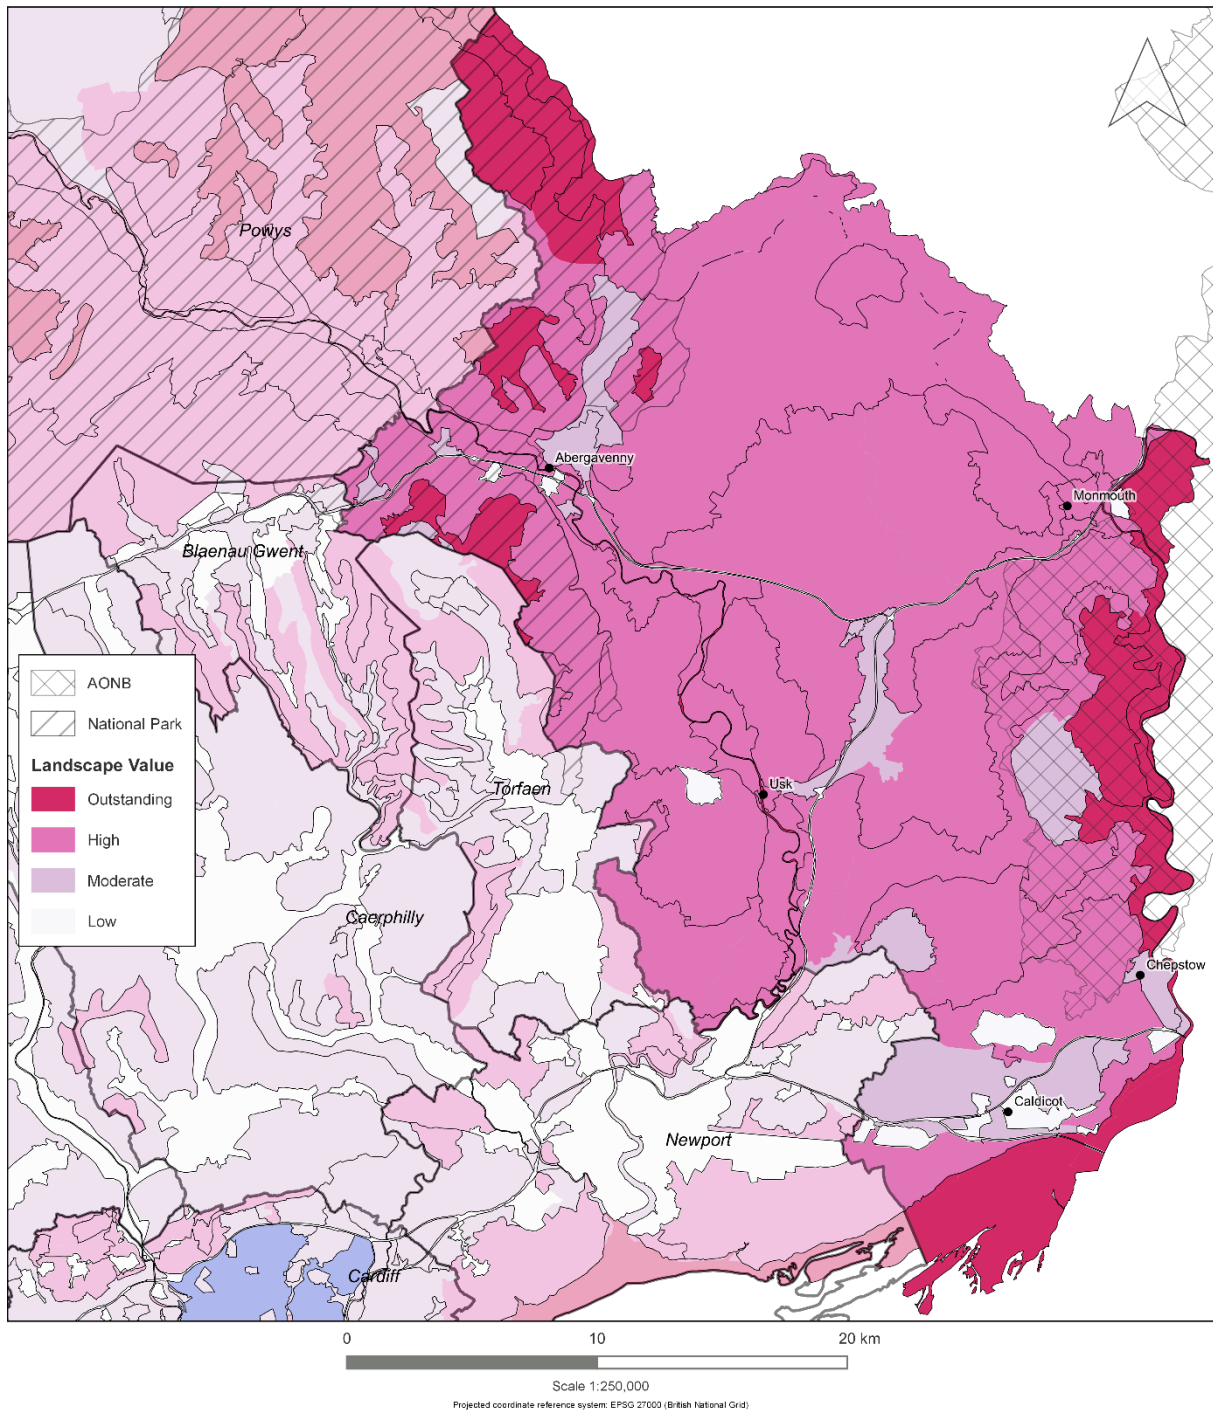 Powys
Abergavenny
Monmouth
Blaenau Gwent
AONB
National Park
Landscape Value
Outstanding
High
Moderate
Low
Torfaen
Usk
Caerphilly
Chepstow
Caldicot
Newport
Cardiff
0 10 20 km
Scale 1:250,000
Projected coordinate reference system: EPSG 27000 (British National Grid)